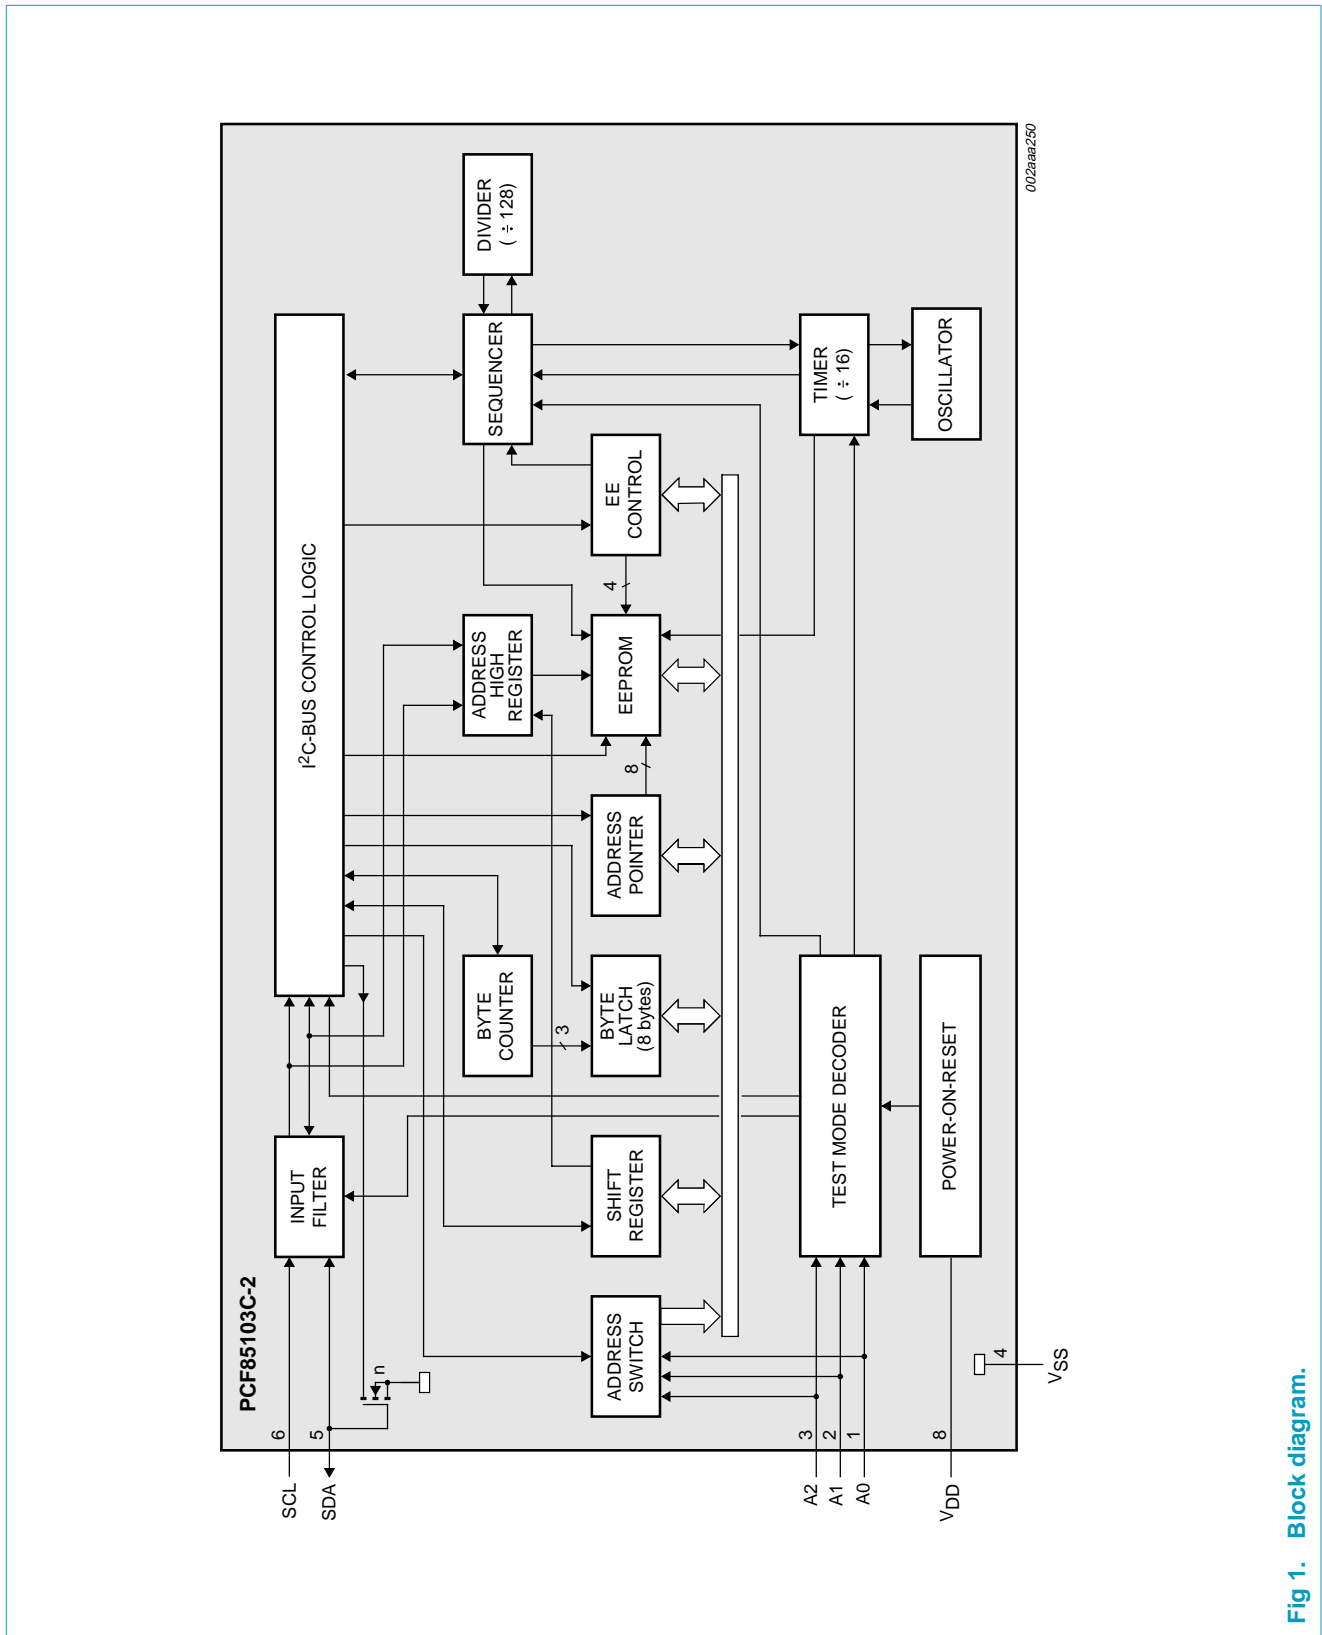 PCF85103C-2
SCL
6
SDA
5
n
INPUT
FILTER
I2C-BUS CONTROL LOGIC
BYTE
COUNTER
3
ADDRESS
HIGH
REGISTER
SEQUENCER
DIVIDER
( ÷ 128)
ADDRESS
SWITCH
SHIFT
REGISTER
BYTE
LATCH
(8 bytes)
ADDRESS
POINTER
8
EEPROM
4
EE
CONTROL
A2
3
A1
2
A0
1
TEST MODE DECODER
TIMER
( ÷ 16)
VDD
8
POWER-ON-RESET
OSCILLATOR
4
VSS
002aaa250
Fig 1. Block diagram.